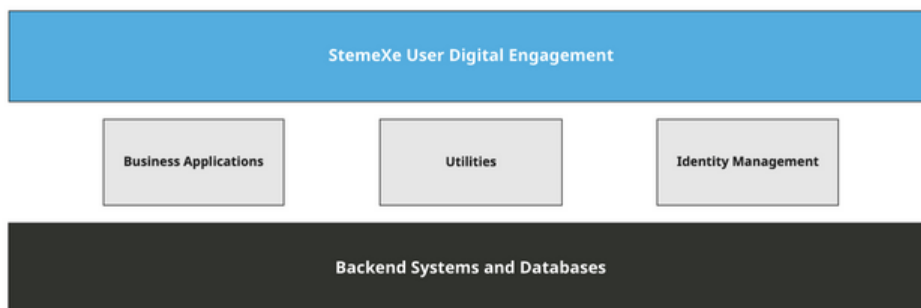 StemeXe User Digital Engagement
Business Applications
Utilities
Identity Management
Backend Systems and Databases